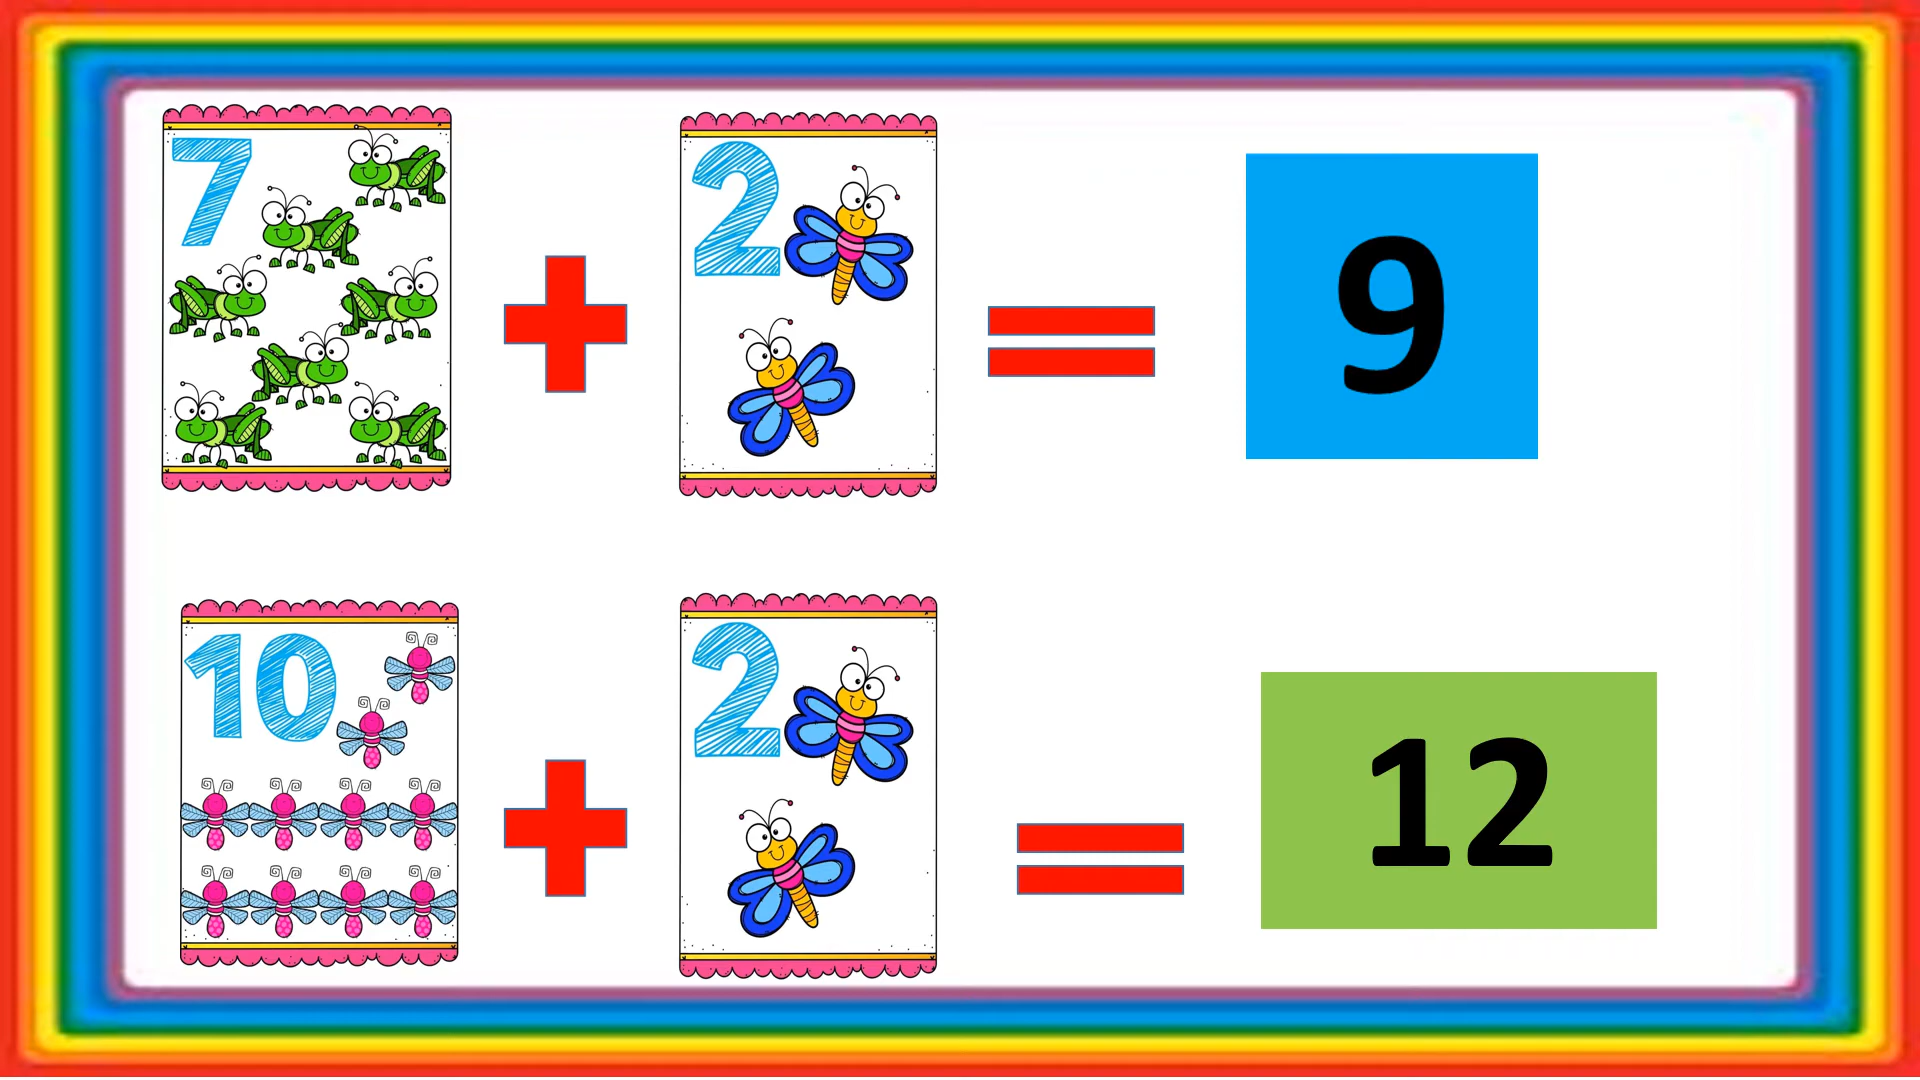 7 + 2 = 9
10 + 2 = 12